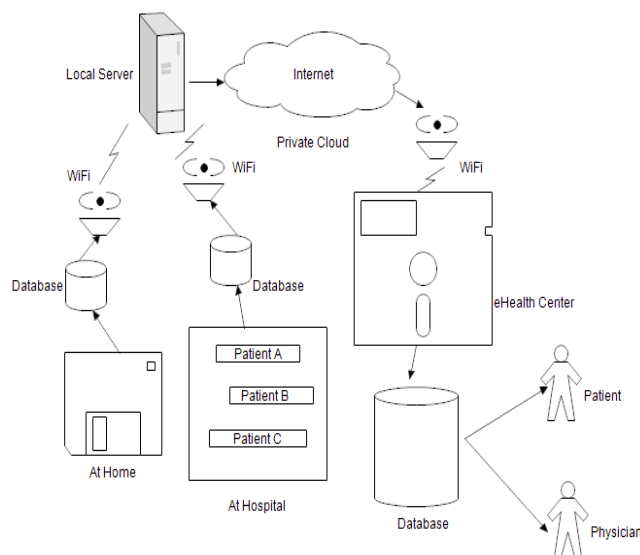 Local Server
Internet
Private Cloud
WiFi
WiFi
WiFi
Database
Database
eHealth Center
Patient A
Patient B
Patient C
Patient
At Home
At Hospital
Database
Physician